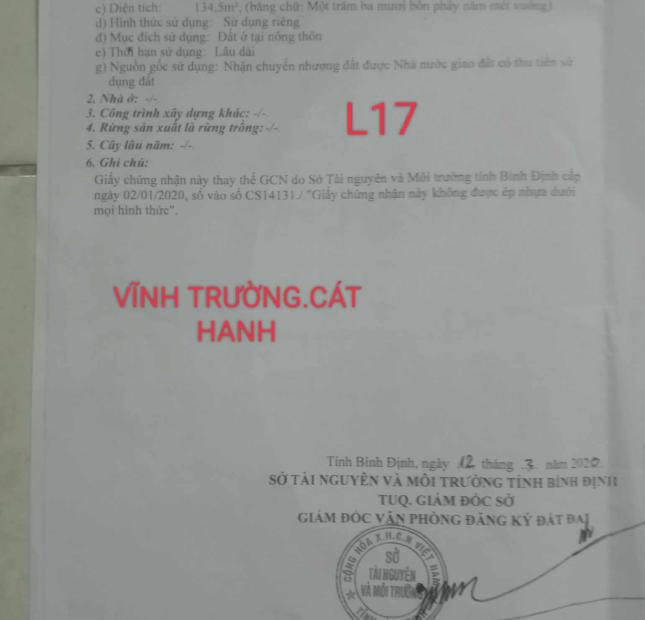 c) Diện tích: 134,5m², (bằng chữ: Một trăm ba mươi bốn phẩy năm mét vuông)
d) Hình thức sử dụng: Sử dụng riêng
đ) Mục đích sử dụng: Đất ở tại nông thôn
e) Thời hạn sử dụng: Lâu dài
g) Nguồn gốc sử dụng: Nhận chuyển nhượng đất được Nhà nước giao đất có thu tiền sử
dụng đất
2. Nhà ở: -/-
3. Công trình xây dựng khác: -/-
L17
4. Rừng sản xuất là rừng trồng: -/-
5. Cây lâu năm: -/-
6. Ghi chú:
Giấy chứng nhận này thay thế GCN do Sở Tài nguyên và Môi trường tỉnh Bình Định cấp
ngày 02/01/2020, số vào sổ CS14131./ "Giấy chứng nhận này không được ép nhựa dưới
mọi hình thức".
VĨNH TRƯỜNG.CÁT
HANH
Tỉnh Bình Định, ngày 12 tháng 3 năm 2020
SỞ TÀI NGUYÊN VÀ MÔI TRƯỜNG TỈNH BÌNH ĐỊNH
TUQ. GIÁM ĐỐC SỞ
GIÁM ĐỐC VĂN PHÒNG ĐĂNG KÝ ĐẤT ĐAI
CỘNG HÒA X.H.C.N VIỆT NAM
SỞ
TÀI NGUYÊN
VÀ MÔI TRƯỜNG